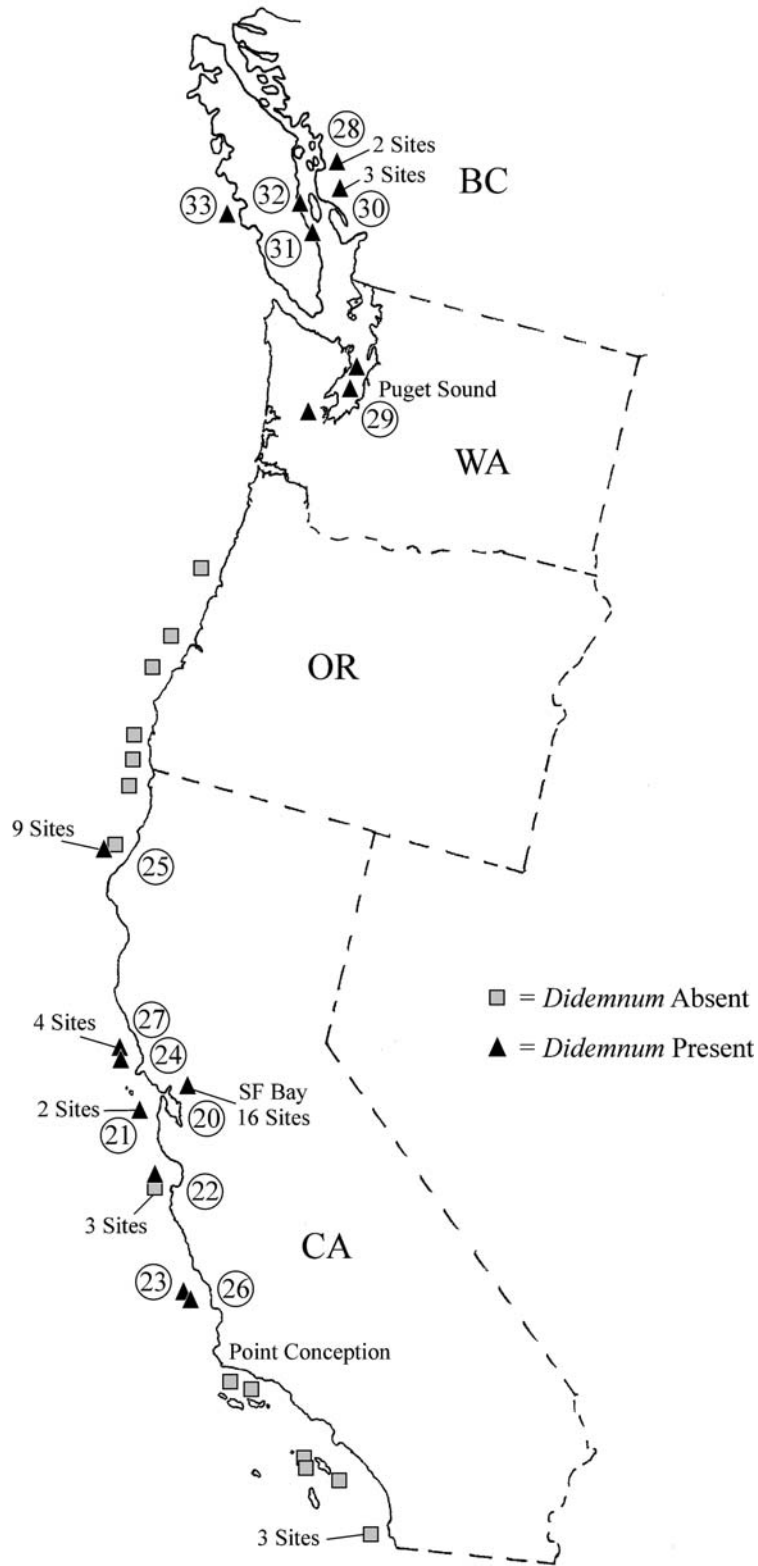 28
2 Sites
3 Sites
BC
32
33
30
31
Puget Sound
29
WA
OR
9 Sites
25
= Didemnum Absent
27
4 Sites
24
= Didemnum Present
SF Bay
16 Sites
2 Sites
20
21
22
3 Sites
CA
23
26
Point Conception
3 Sites